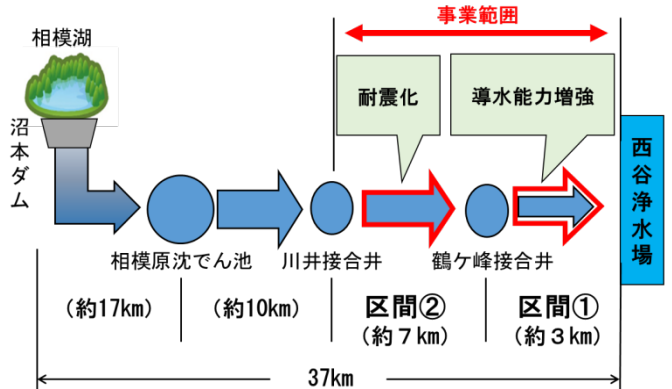 事業範囲
相模湖
耐震化
導水能力増強
沼本ダム
西谷浄水場
相模原沈でん池
川井接合井
鶴ケ峰接合井
(約17km)
(約10km)
区間②
(約7km)
区間①
(約3km)
37km